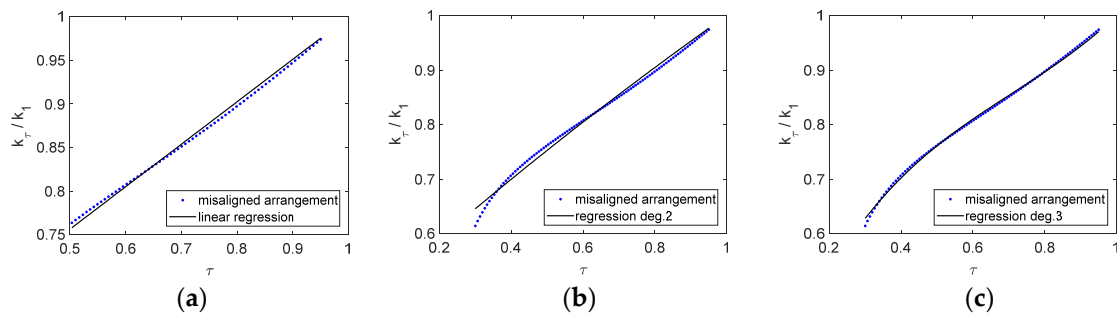 1
0.95
0.9
0.85
0.8
0.75
k_τ / k_1
0.5 0.6 0.7 0.8 0.9 1
τ
misaligned arrangement
linear regression
(a)
1
0.9
0.8
0.7
0.6
k_τ / k_1
0.2 0.4 0.6 0.8 1
τ
misaligned arrangement
regression deg.2
(b)
1
0.9
0.8
0.7
0.6
k_τ / k_1
0.2 0.4 0.6 0.8 1
τ
misaligned arrangement
regression deg.3
(c)